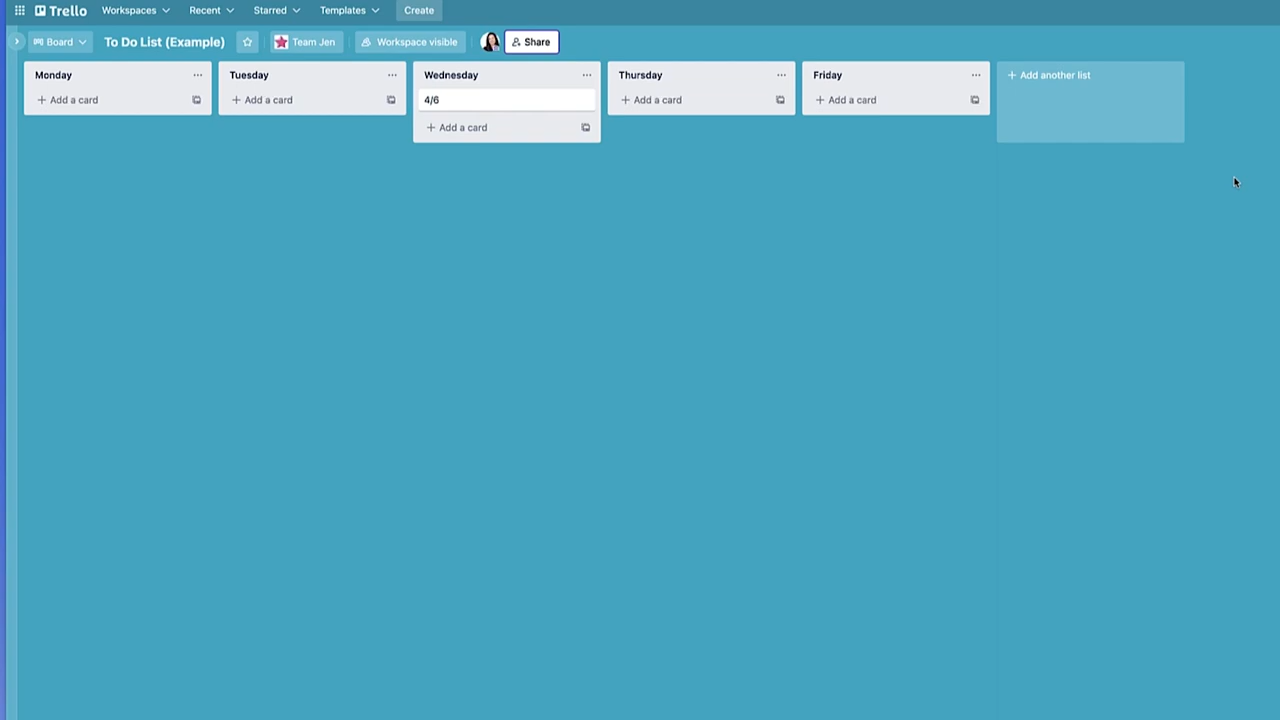 Trello Workspaces Recent Starred Templates Create
Board To Do List (Example) Team Jen Workspace visible Share
Monday Tuesday Wednesday Thursday Friday + Add another list
+ Add a card + Add a card 4/6 + Add a card + Add a card
+ Add a card